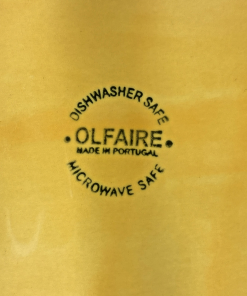 DISHWASHER SAFE
• OLFAIRE •
MADE IN PORTUGAL
MICROWAVE SAFE